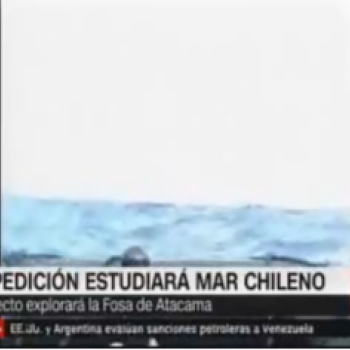 PEDICIÓN ESTUDIARÁ MAR CHILENO
ecto explorará la Fosa de Atacama
EE.UU. y Argentina evalúan sanciones petroleras a Venezuela